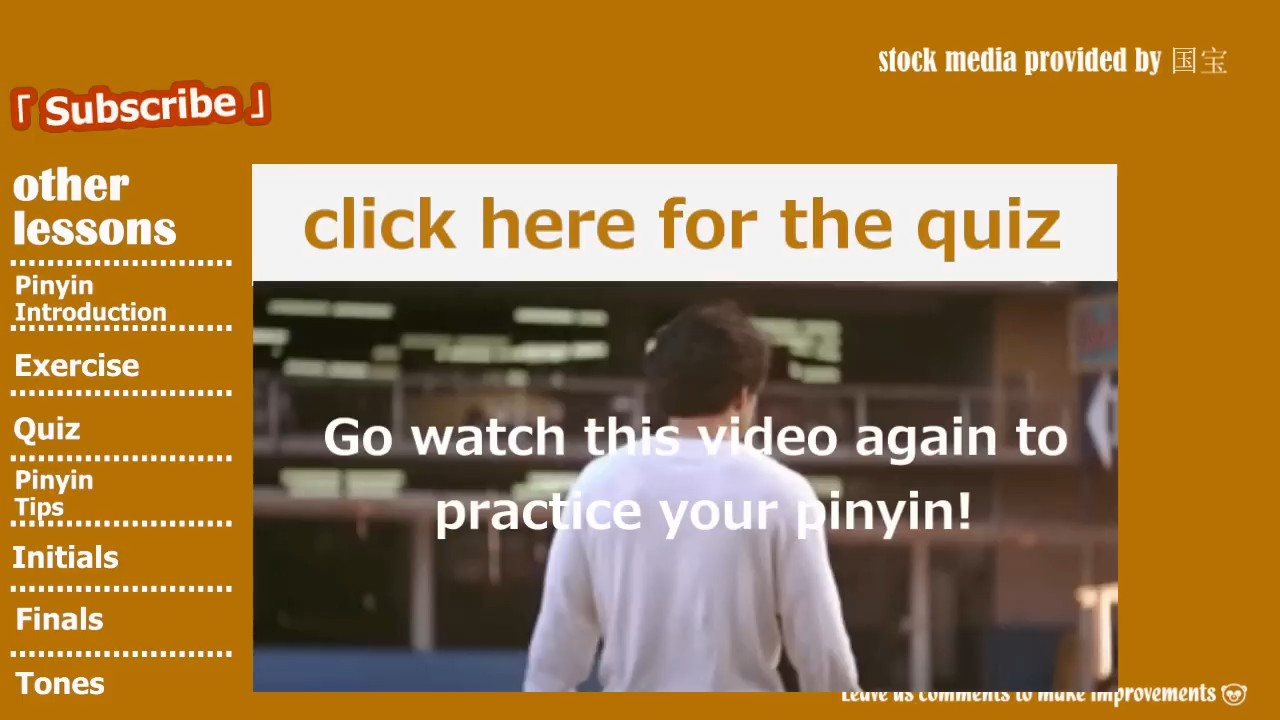 stock media provided by 国宝
「 Subscribe 」
other
lessons
Pinyin
Introduction
Exercise
Quiz
Pinyin
Tips
Initials
Finals
Tones
click here for the quiz
Go watch this video again to
practice your pinyin!
Leave us comments to make improvements